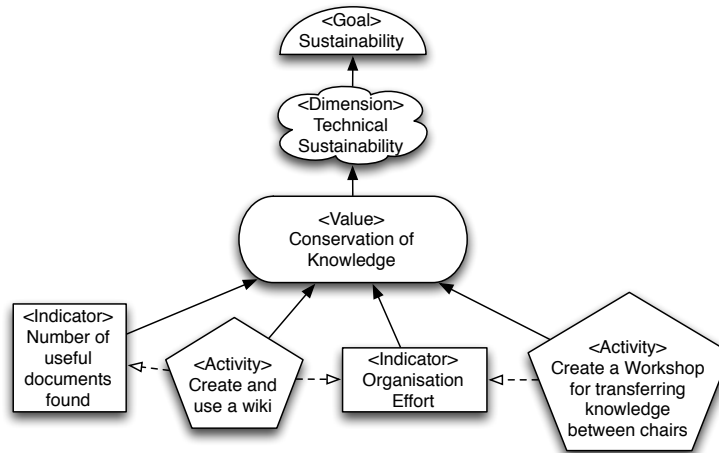 <Goal>
Sustainability
<Dimension>
Technical
Sustainability
<Value>
Conservation of
Knowledge
<Indicator>
Number of
useful
documents
found
<Activity>
Create and
use a wiki
<Indicator>
Organisation
Effort
<Activity>
Create a Workshop
for transferring
knowledge
between chairs